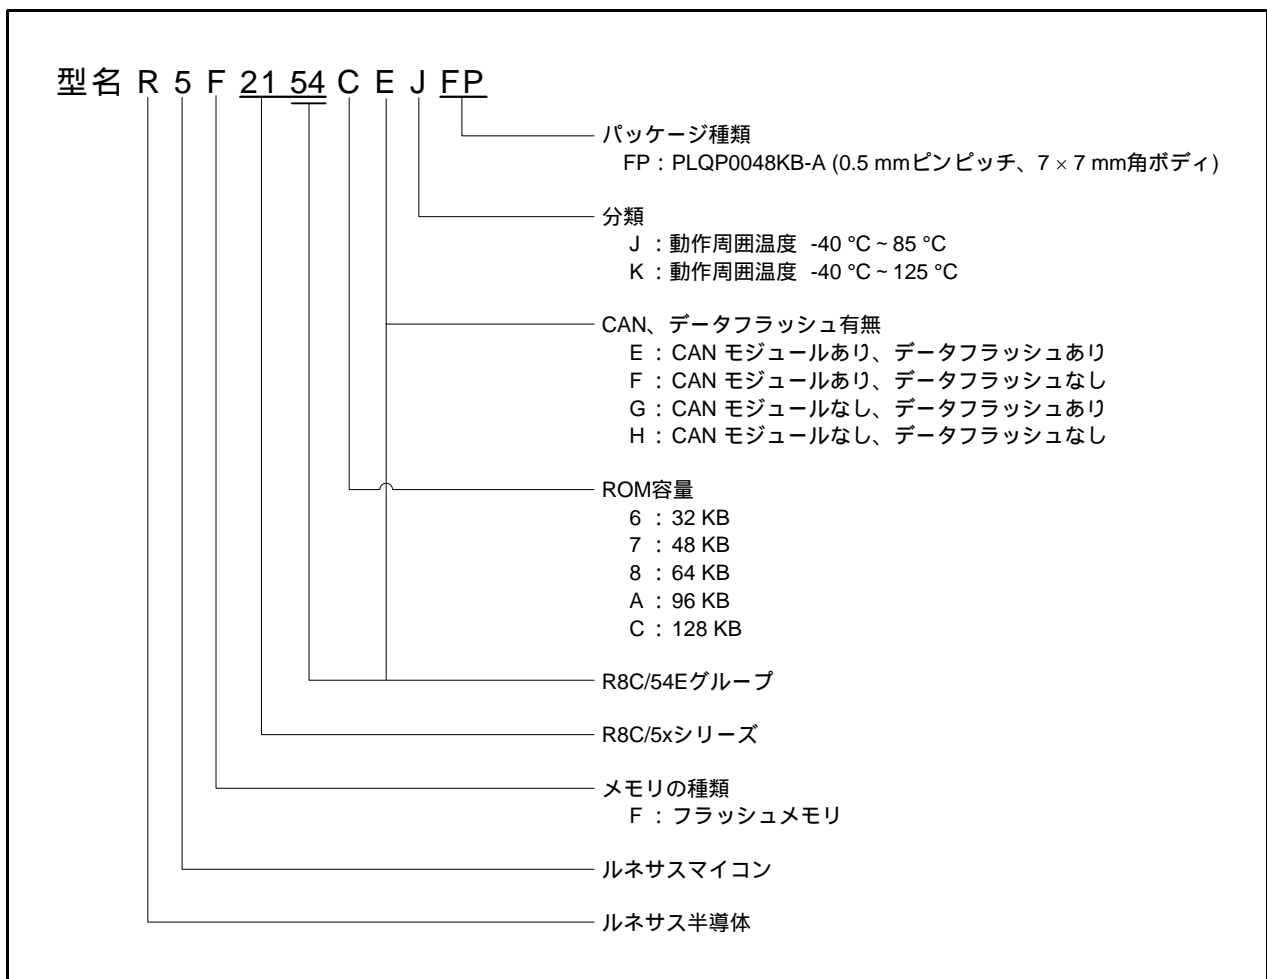 型名 R 5 F 21 54 C E J FP
パッケージ種類
FP : PLQP0048KB-A (0.5 mmピンピッチ、7 × 7 mm角ボディ)
分類
J : 動作周囲温度 -40 °C ~ 85 °C
K : 動作周囲温度 -40 °C ~ 125 °C
CAN、データフラッシュ有無
E : CAN モジュールあり、データフラッシュあり
F : CAN モジュールあり、データフラッシュなし
G : CAN モジュールなし、データフラッシュあり
H : CAN モジュールなし、データフラッシュなし
ROM容量
6 : 32 KB
7 : 48 KB
8 : 64 KB
A : 96 KB
C : 128 KB
R8C/54Eグループ
R8C/5xシリーズ
メモリの種類
F : フラッシュメモリ
ルネサスマイコン
ルネサス半導体